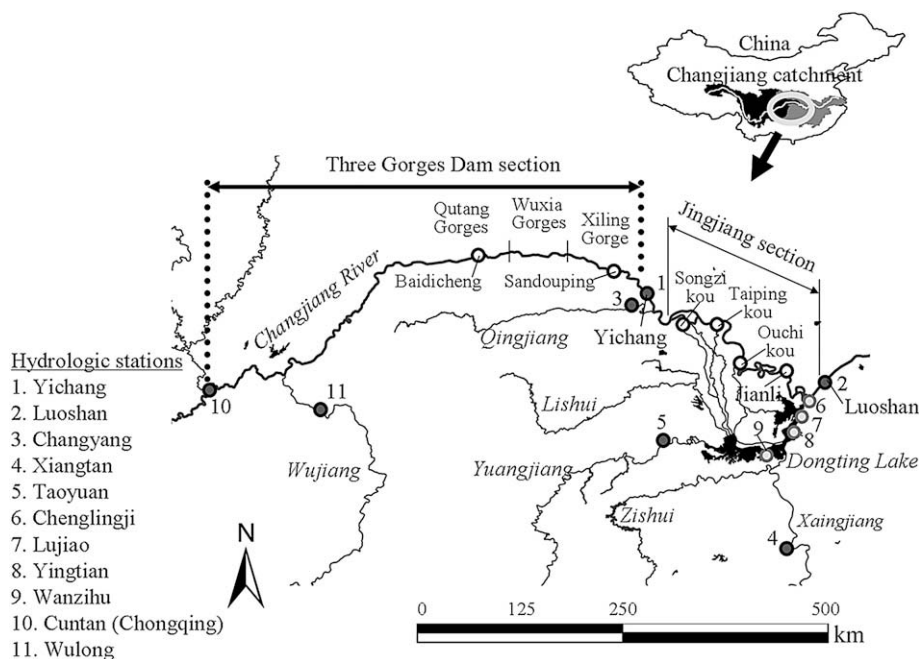 China
Changjiang catchment
Three Gorges Dam section
Qutang
Gorges
Wuxia
Gorges
Xiling
Gorge
Jingjiang section
Baidicheng
Sandouping
1
Songzi
kou
Taiping
kou
Changjiang River
3
Yichang
Qingjiang
Ouchi
kou
Jianli
Hydrologic stations
1. Yichang
2. Luoshan
3. Changyang
4. Xiangtan
5. Taoyuan
6. Chenglingji
7. Lujiao
8. Yingtian
9. Wanzihu
10. Cuntan (Chongqing)
11. Wulong
10
11
Lishui
2
Luoshan
6
7
8
5
9
Dongting Lake
Wujiang
Yuangjiang
Zishui
Xaingjiang
4
N
0 125 250 500
km